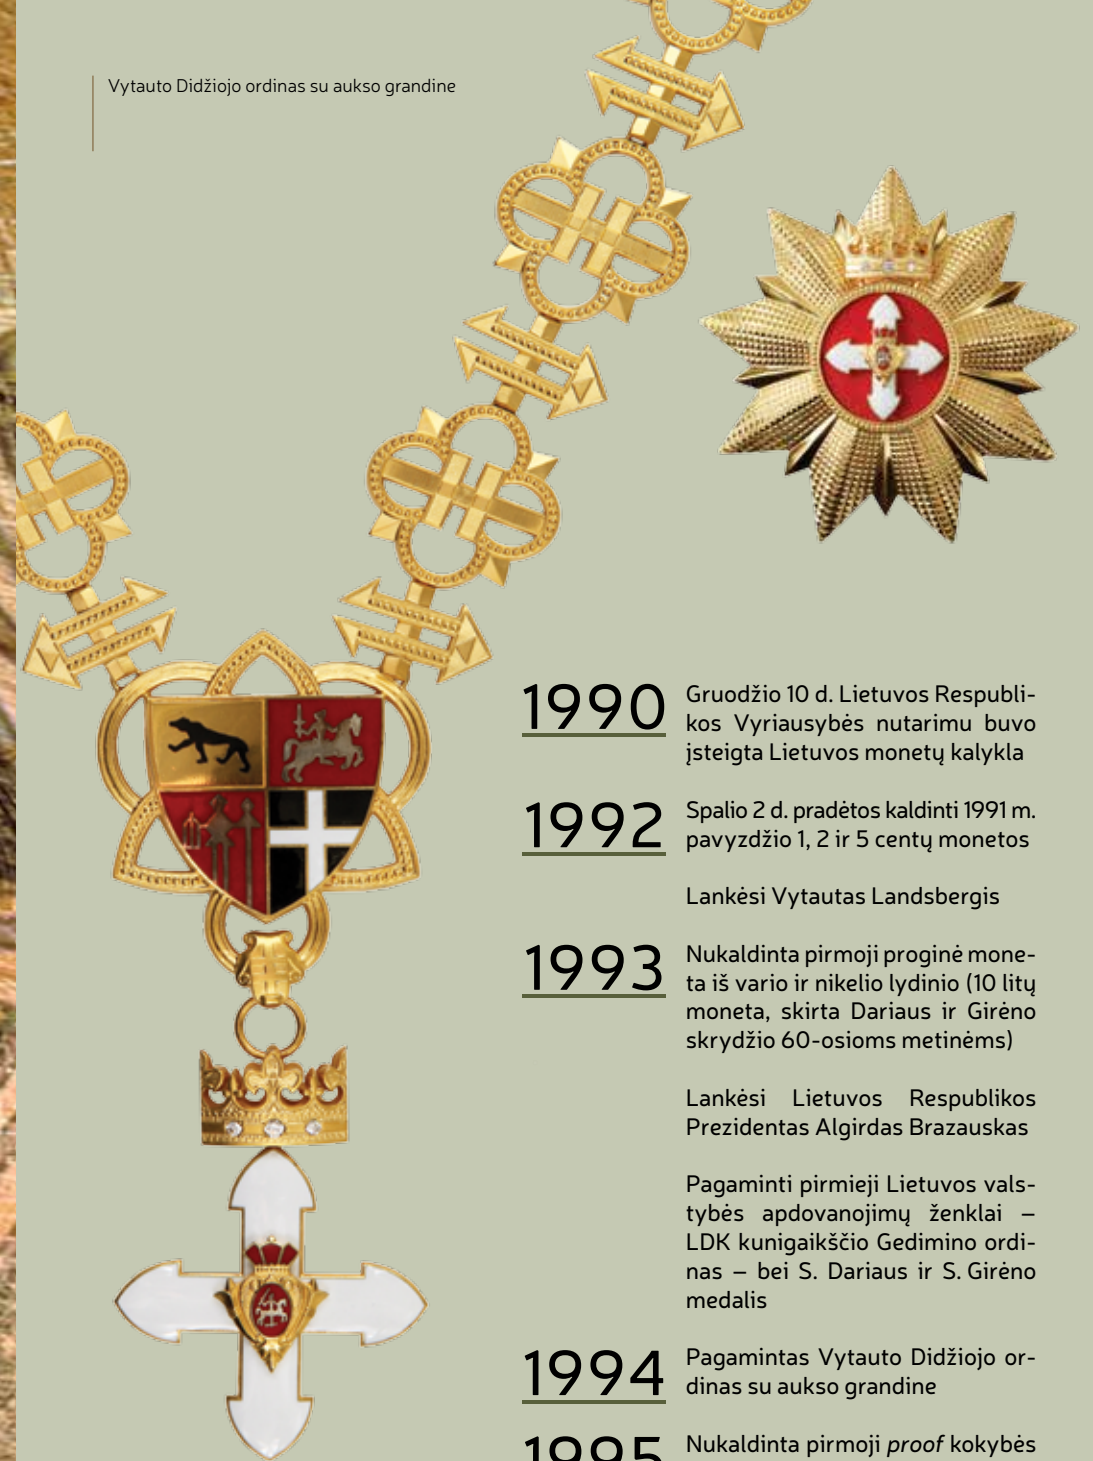 Vytauto Didžiojo ordinas su aukso grandine
1990
Gruodžio 10 d. Lietuvos Respubli-
kos Vyriausybės nutarimu buvo
įsteigta Lietuvos monetų kalykla
1992
Spalio 2 d. pradėtos kaldinti 1991 m.
pavyzdžio 1, 2 ir 5 centų monetos
Lankėsi Vytautas Landsbergis
1993
Nukaldinta pirmoji proginė mone-
ta iš vario ir nikelio lydinio (10 litų
moneta, skirta Dariaus ir Girėno
skrydžio 60-osioms metinėms)
Lankėsi Lietuvos Respublikos
Prezidentas Algirdas Brazauskas
Pagaminti pirmieji Lietuvos vals-
tybės apdovanojimų ženklai –
LDK kunigaikščio Gedimino ordi-
nas – bei S. Dariaus ir S. Girėno
medalis
1994
Pagamintas Vytauto Didžiojo or-
dinas su aukso grandine
1995
Nukaldinta pirmoji proof kokybės